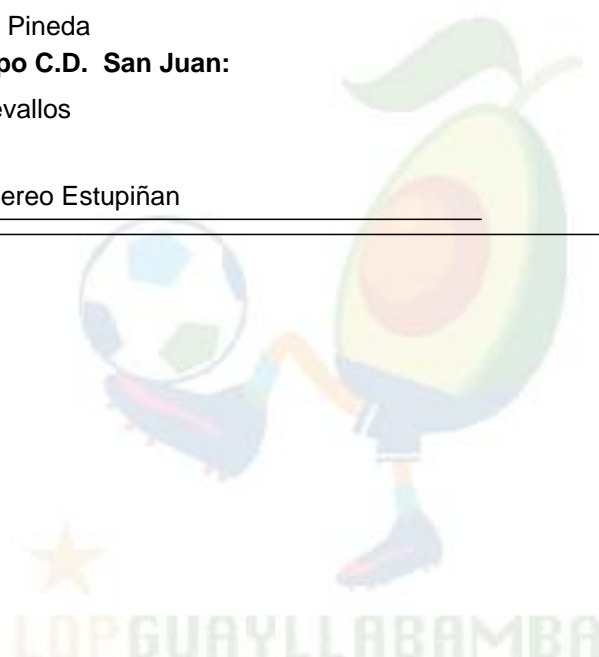 Pineda
po C.D. San Juan:
evallos
ereo Estupiñan
LDPGUAYLLABAMBA